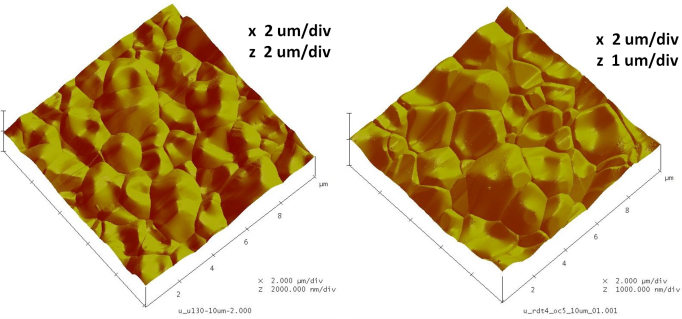 x 2 um/div
z 2 um/div
μm
8
6
4
2
X 2.000 μm/div
Z 2000.000 nm/div
u_u130-10um-2.000
x 2 um/div
z 1 um/div
μm
8
6
4
2
X 2.000 μm/div
Z 1000.000 nm/div
u_rdt4_oc5_10um_01.001